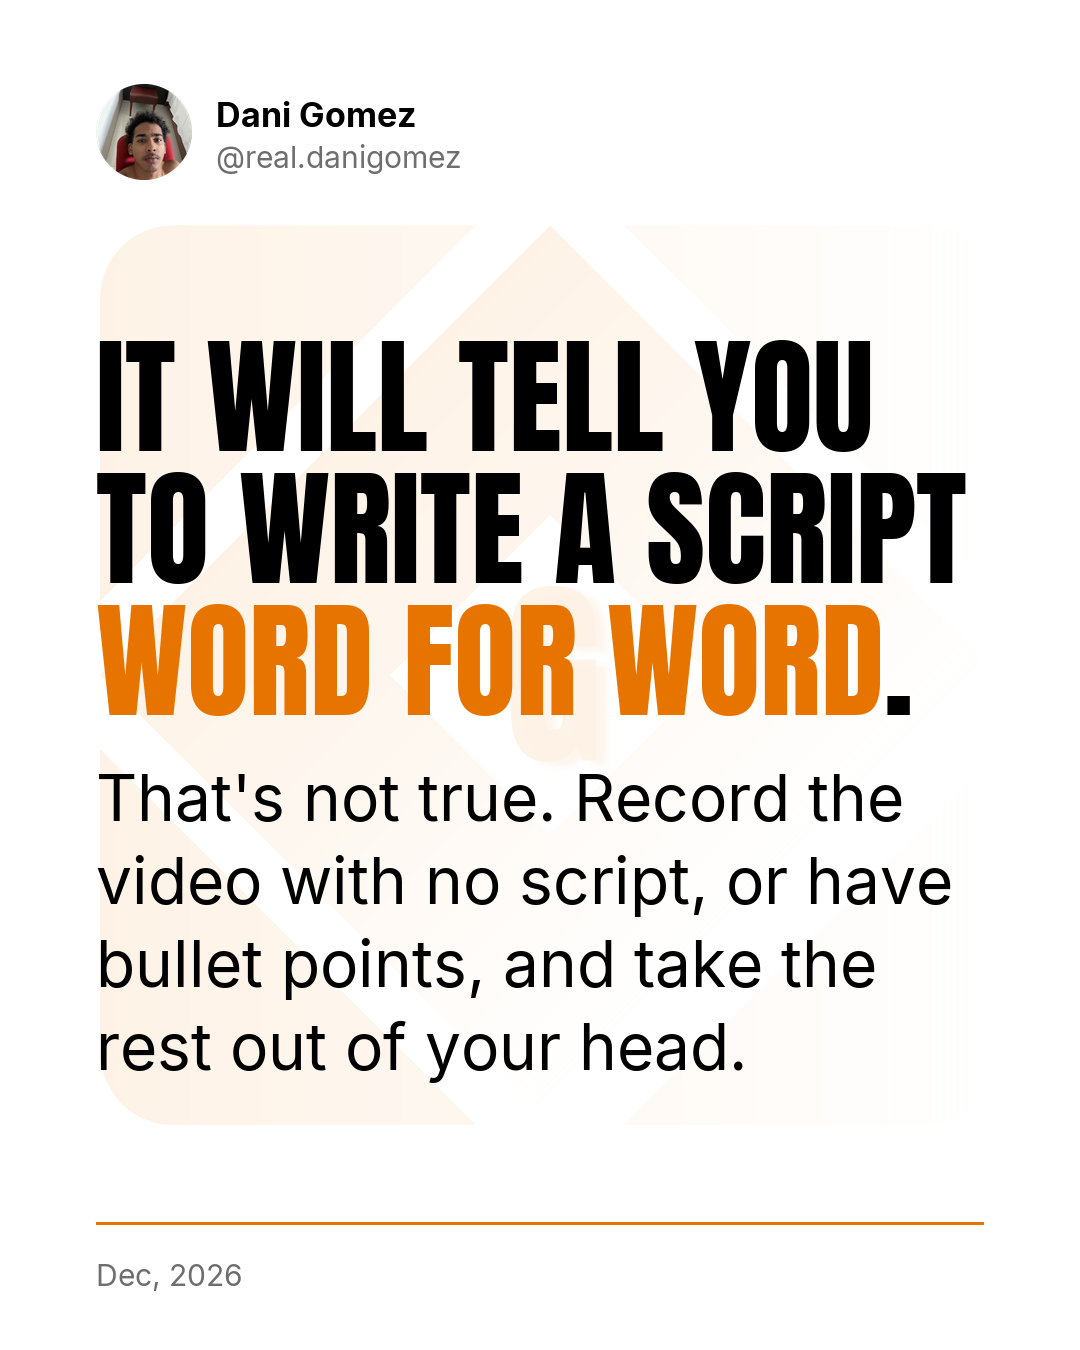 Dani Gomez
@real.danigomez
IT WILL TELL YOU
TO WRITE A SCRIPT
WORD FOR WORD.
That's not true. Record the
video with no script, or have
bullet points, and take the
rest out of your head.
Dec, 2026